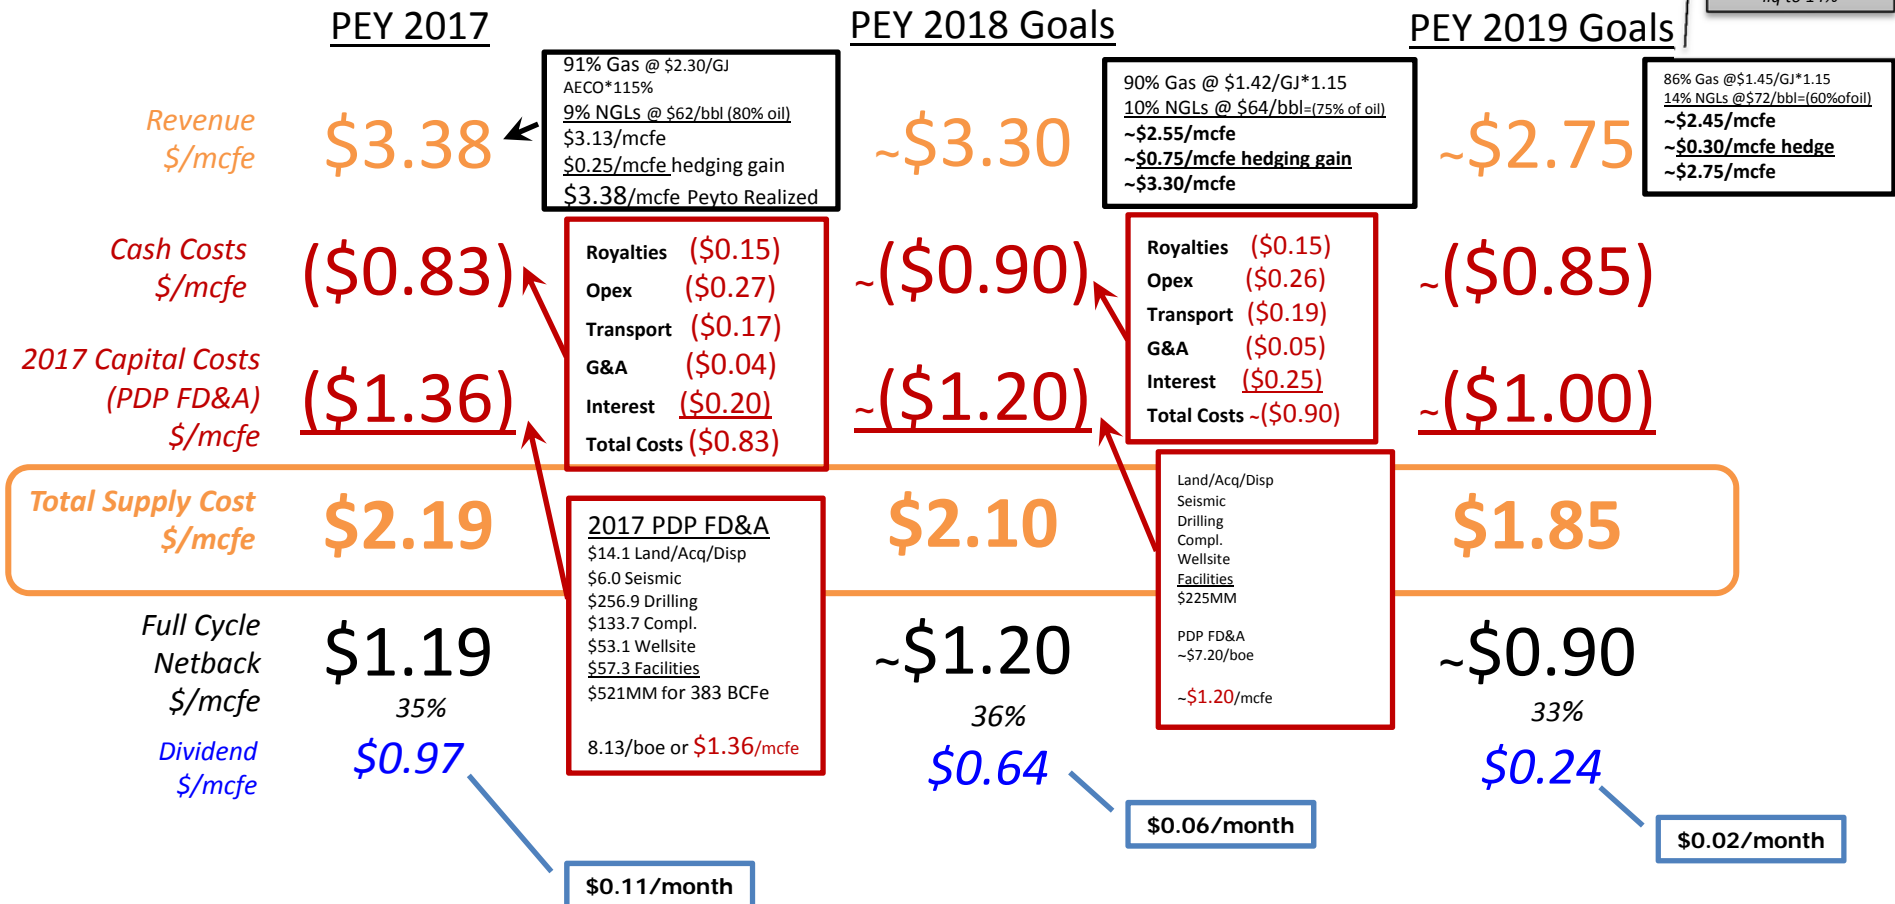 PEY 2017
PEY 2018 Goals
PEY 2019 Goals
Revenue
$/mcfe
$3.38
91% Gas @ $2.30/GJ
AECO*115%
9% NGLs @ $62/bbl (80% oil)
$3.13/mcfe
$0.25/mcfe hedging gain
$3.38/mcfe Peyto Realized
~$3.30
90% Gas @ $1.42/GJ*1.15
10% NGLs @ $64/bbl=(75% of oil)
~$2.55/mcfe
~$0.75/mcfe hedging gain
~$3.30/mcfe
~$2.75
86% Gas @$1.45/GJ*1.15
14% NGLs @$72/bbl=(60%ofoil)
~$2.45/mcfe
~$0.30/mcfe hedge
~$2.75/mcfe
Cash Costs
$/mcfe
($0.83)
Royalties ($0.15)
Opex ($0.27)
Transport ($0.17)
G&A ($0.04)
Interest ($0.20)
Total Costs ($0.83)
~($0.90)
Royalties ($0.15)
Opex ($0.26)
Transport ($0.19)
G&A ($0.05)
Interest ($0.25)
Total Costs ~($0.90)
~($0.85)
2017 Capital Costs
(PDP FD&A)
$/mcfe
($1.36)
~($1.20)
~($1.00)
Total Supply Cost
$/mcfe
$2.19
2017 PDP FD&A
$14.1 Land/Acq/Disp
$6.0 Seismic
$256.9 Drilling
$133.7 Compl.
$53.1 Wellsite
$57.3 Facilities
$521MM for 383 BCFe
8.13/boe or $1.36/mcfe
$2.10
Land/Acq/Disp
Seismic
Drilling
Compl.
Wellsite
Facilities
$225MM
PDP FD&A
~$7.20/boe
~$1.20/mcfe
$1.85
Full Cycle
Netback
$/mcfe
$1.19
35%
~$1.20
36%
~$0.90
33%
Dividend
$/mcfe
$0.97
$0.64
$0.24
$0.11/month
$0.06/month
$0.02/month